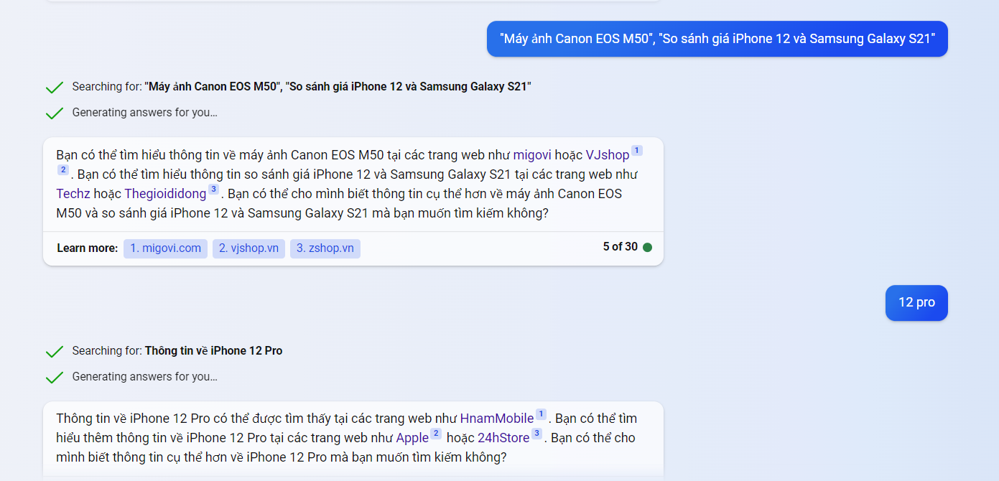 "Máy ảnh Canon EOS M50", "So sánh giá iPhone 12 và Samsung Galaxy S21"
Searching for: "Máy ảnh Canon EOS M50", "So sánh giá iPhone 12 và Samsung Galaxy S21"
Generating answers for you...
Bạn có thể tìm hiểu thông tin về máy ảnh Canon EOS M50 tại các trang web như migovi hoặc VJshop 1
2 . Bạn có thể tìm hiểu thông tin so sánh giá iPhone 12 và Samsung Galaxy S21 tại các trang web như
Techz hoặc Thegioididong 3 . Bạn có thể cho mình biết thông tin cụ thể hơn về máy ảnh Canon EOS
M50 và so sánh giá iPhone 12 và Samsung Galaxy S21 mà bạn muốn tìm kiếm không?
Learn more: 1. migovi.com 2. vjshop.vn 3. zshop.vn 5 of 30
12 pro
Searching for: Thông tin về iPhone 12 Pro
Generating answers for you...
Thông tin về iPhone 12 Pro có thể được tìm thấy tại các trang web như HnamMobile 1 . Bạn có thể tìm
hiểu thêm thông tin về iPhone 12 Pro tại các trang web như Apple 2 hoặc 24hStore 3 . Bạn có thể cho
mình biết thông tin cụ thể hơn về iPhone 12 Pro mà bạn muốn tìm kiếm không?